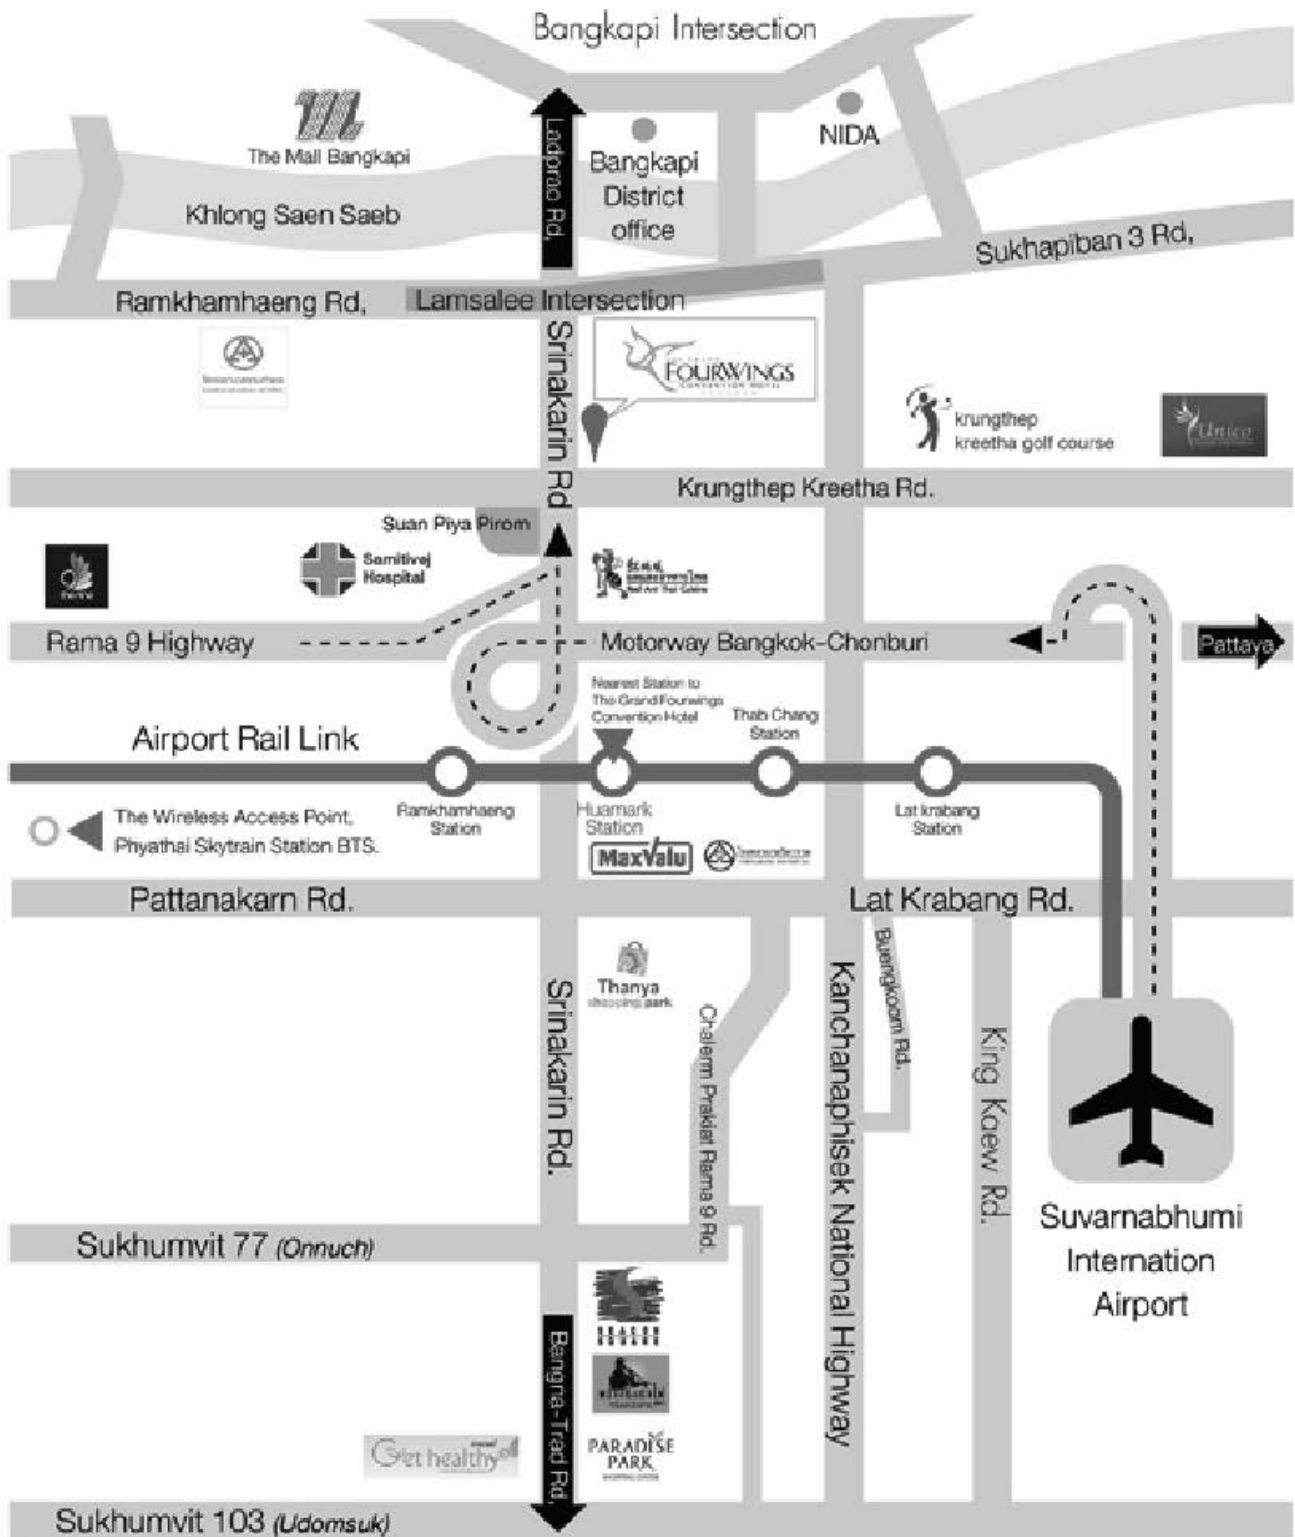 Bangkapi Intersection
The Mall Bangkapi
Ladprao Rd,
Bangkapi
District
office
NIDA
Khlong Saen Saeb
Sukhapiban 3 Rd,
Ramkhamhaeng Rd,
Lamsalee Intersection
FOURWINGS
CONVENTION HOTEL
Srinakarin Rd
krungthep
kreetha golf course
Unico
Krungthep Kreetha Rd.
Suan Piya Pirom
Samitivej
Hospital
Rama 9 Highway
Motorway Bangkok-Chonburi
Pattaya
Nearest Station to
The Grand Fourwings
Convention Hotel
Thab Chang
Station
Airport Rail Link
Ramkhamhaeng
Station
Huamark
Station
Lat krabang
Station
The Wireless Access Point,
Phyathai Skytrain Station BTS.
MaxValu
Pattanakarn Rd.
Lat Krabang Rd.
Thanya
shopping park
Srinakarin Rd.
Chalerm Prakiat Rama 9 Rd.
Kanchanaphisek National Highway
Buengkoom Rd.
King Kaew Rd.
Suvarnabhumi
Internation
Airport
Sukhumvit 77 (Onnuch)
Bangna-Trad Rd,
Get healthy
PARADISE
PARK
Sukhumvit 103 (Udomsuk)